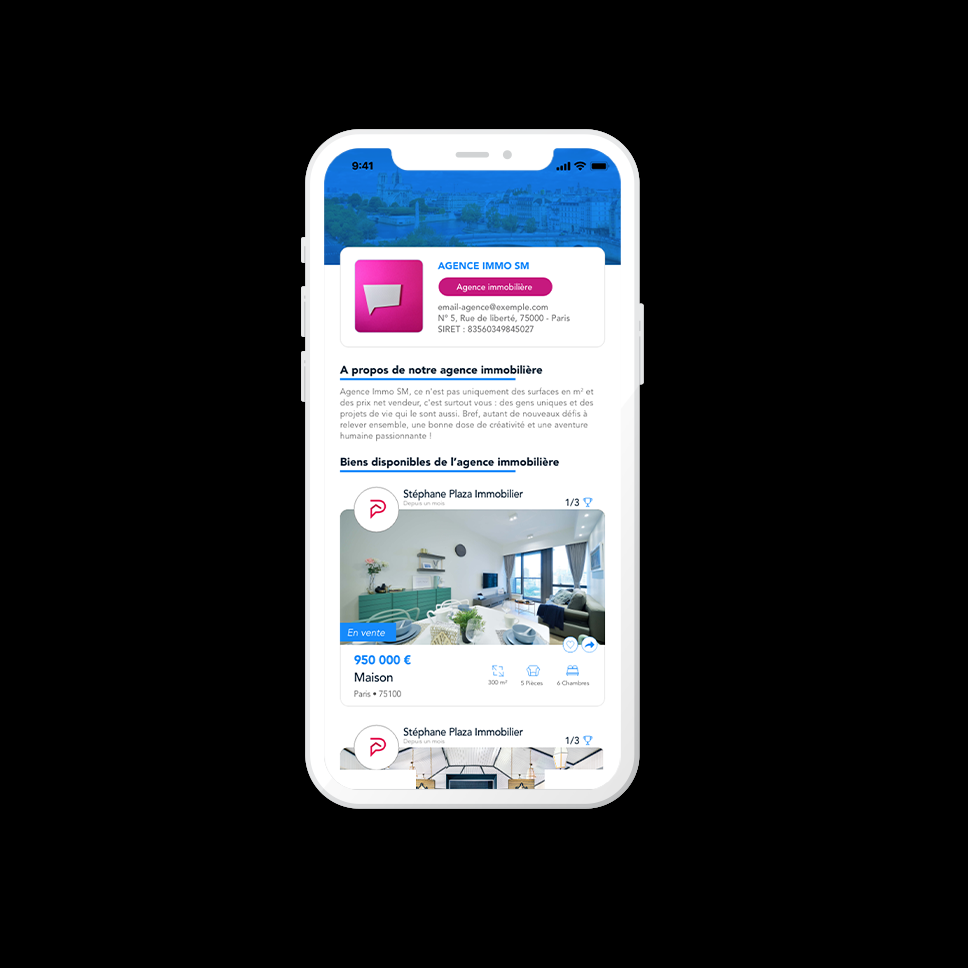 9:41
AGENCE IMMO SM
Agence immobilière
email-agence@exemple.com
N° 5, Rue de liberté, 75000 - Paris
SIRET : 83560349845027
A propos de notre agence immobilière
Agence Immo SM, ce n'est pas uniquement des surfaces en m² et
des prix net vendeur, c'est surtout vous : des gens uniques et des
projets de vie qui le sont aussi. Bref, autant de nouveaux défis à
relever ensemble, une bonne dose de créativité et une aventure
humaine passionnante !
Biens disponibles de l'agence immobilière
Stéphane Plaza Immobilier
Depuis un mois
1/3
En vente
950 000 €
Maison
Paris • 75100
300 m²
5 Pièces
6 Chambres
Stéphane Plaza Immobilier
Depuis un mois
1/3